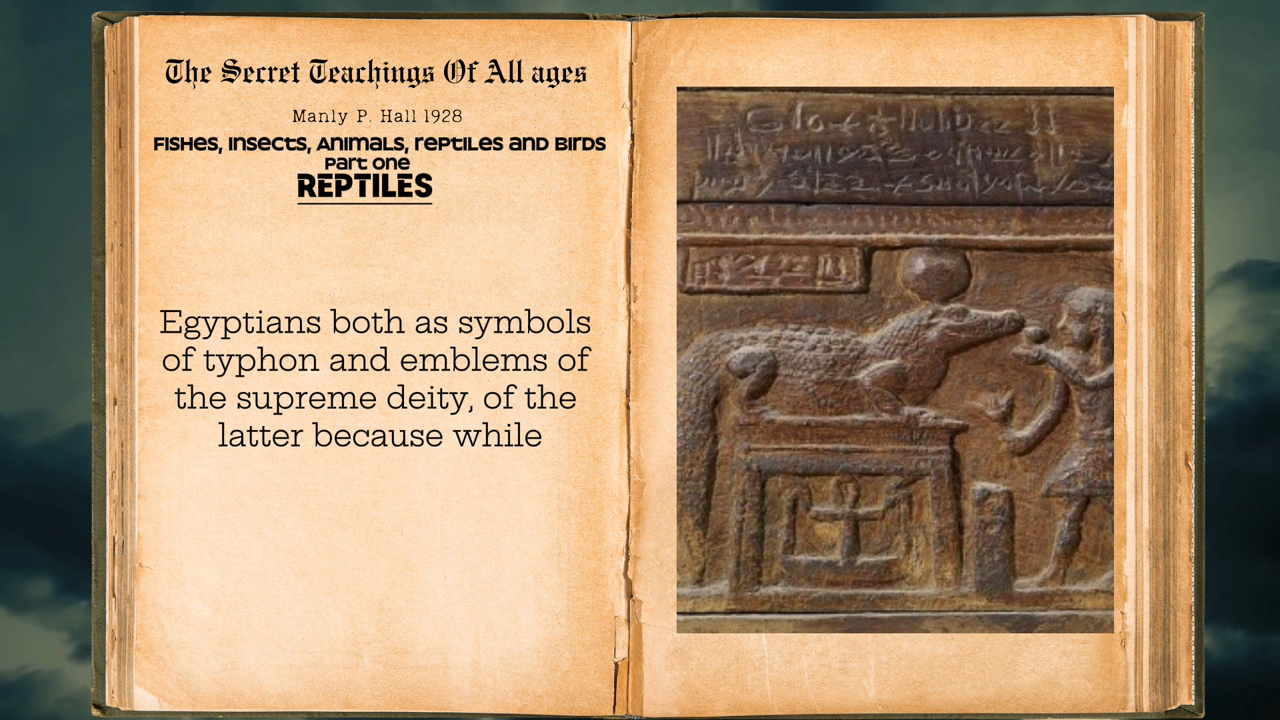 The Secret Teachings Of All ages
Manly P. Hall 1928
Fishes, Insects, Animals, reptiles and Birds
Part one
REPTILES
Egyptians both as symbols
of typhon and emblems of
the supreme deity, of the
latter because while